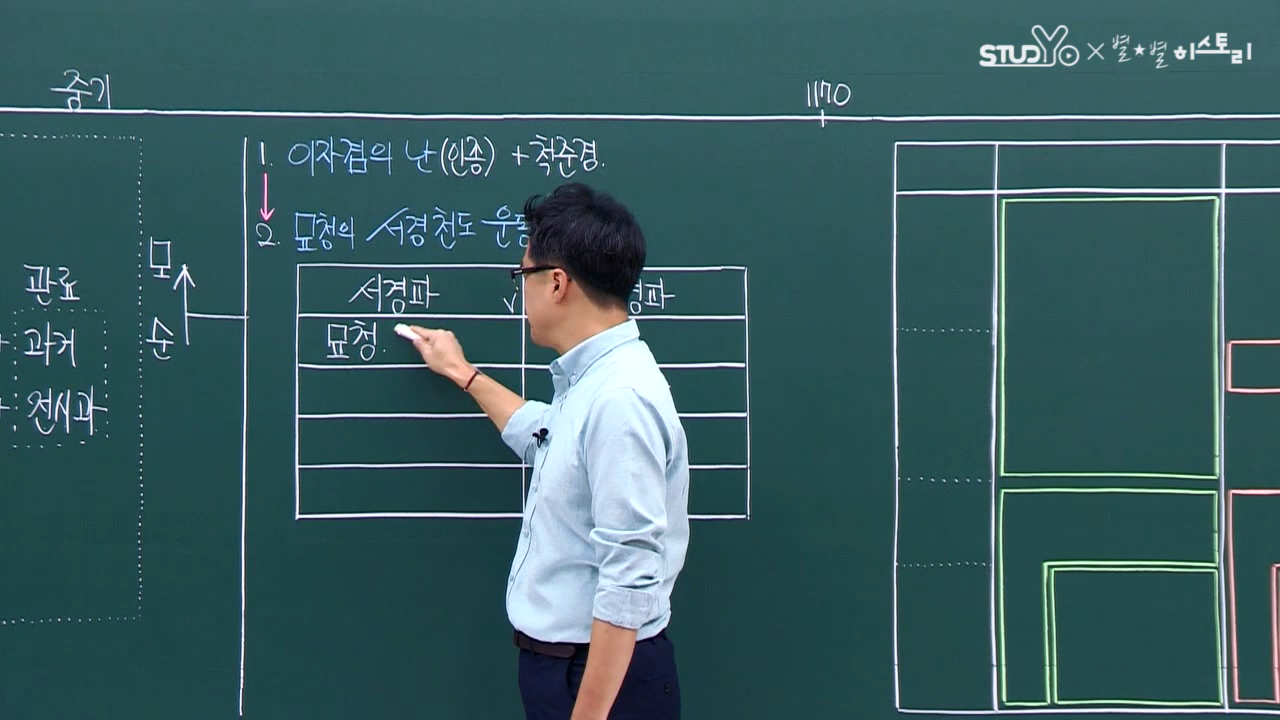 STUDYO × 별★별 히스토리
중기
1170
1. 이자겸의 난 (인종) + 척준경.
2. 묘청의 서경 천도 운동
서경파 V 경파
묘청.
모
관료
과거
순
전시과